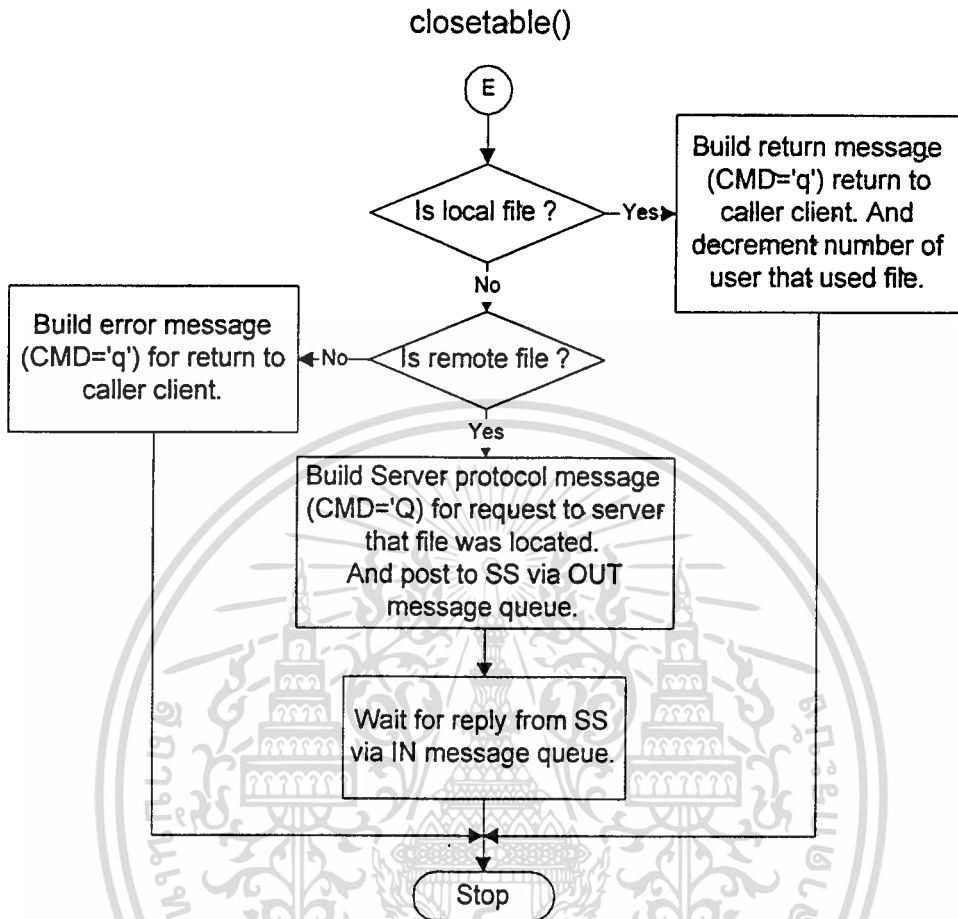 closetable()
E
Is local file ?
Yes
Build return message
(CMD='q') return to
caller client. And
decrement number of
user that used file.
No
Is remote file ?
No
Build error message
(CMD='q') for return to
caller client.
Yes
Build Server protocol message
(CMD='Q) for request to server
that file was located.
And post to SS via OUT
message queue.
Wait for reply from SS
via IN message queue.
Stop